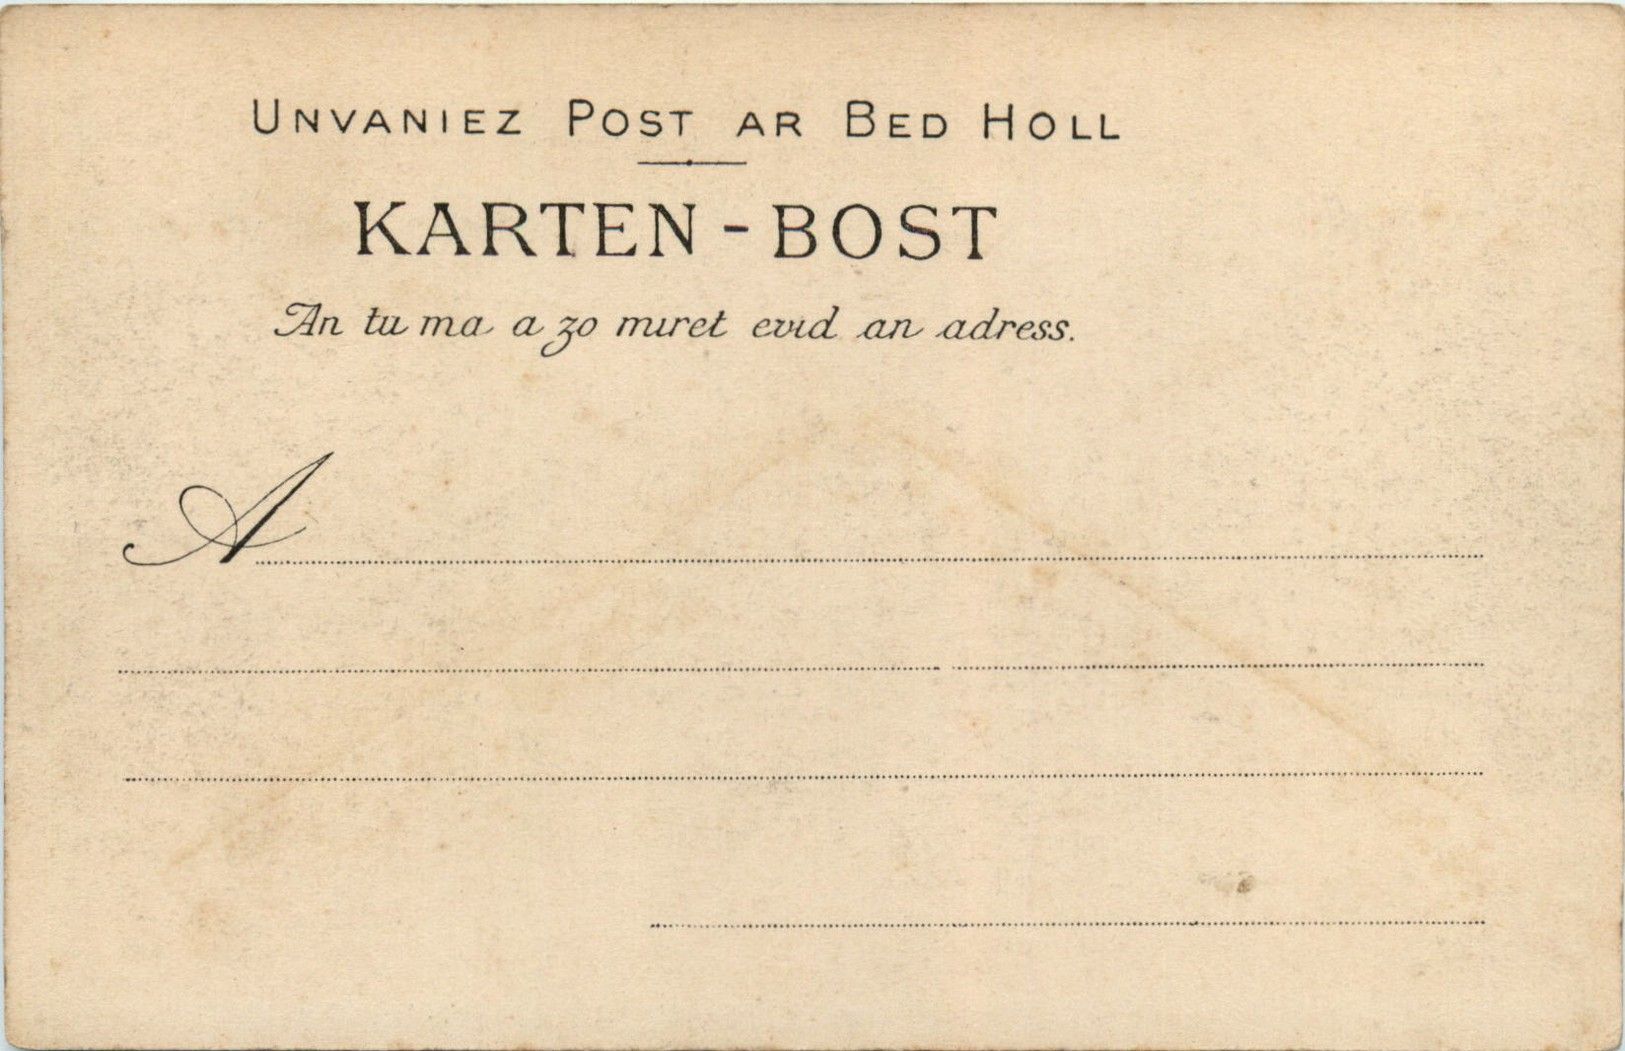 UNVANIEZ POST AR BED HOLL
KARTEN-BOST
An tu ma a zo miret evid an adress.
A